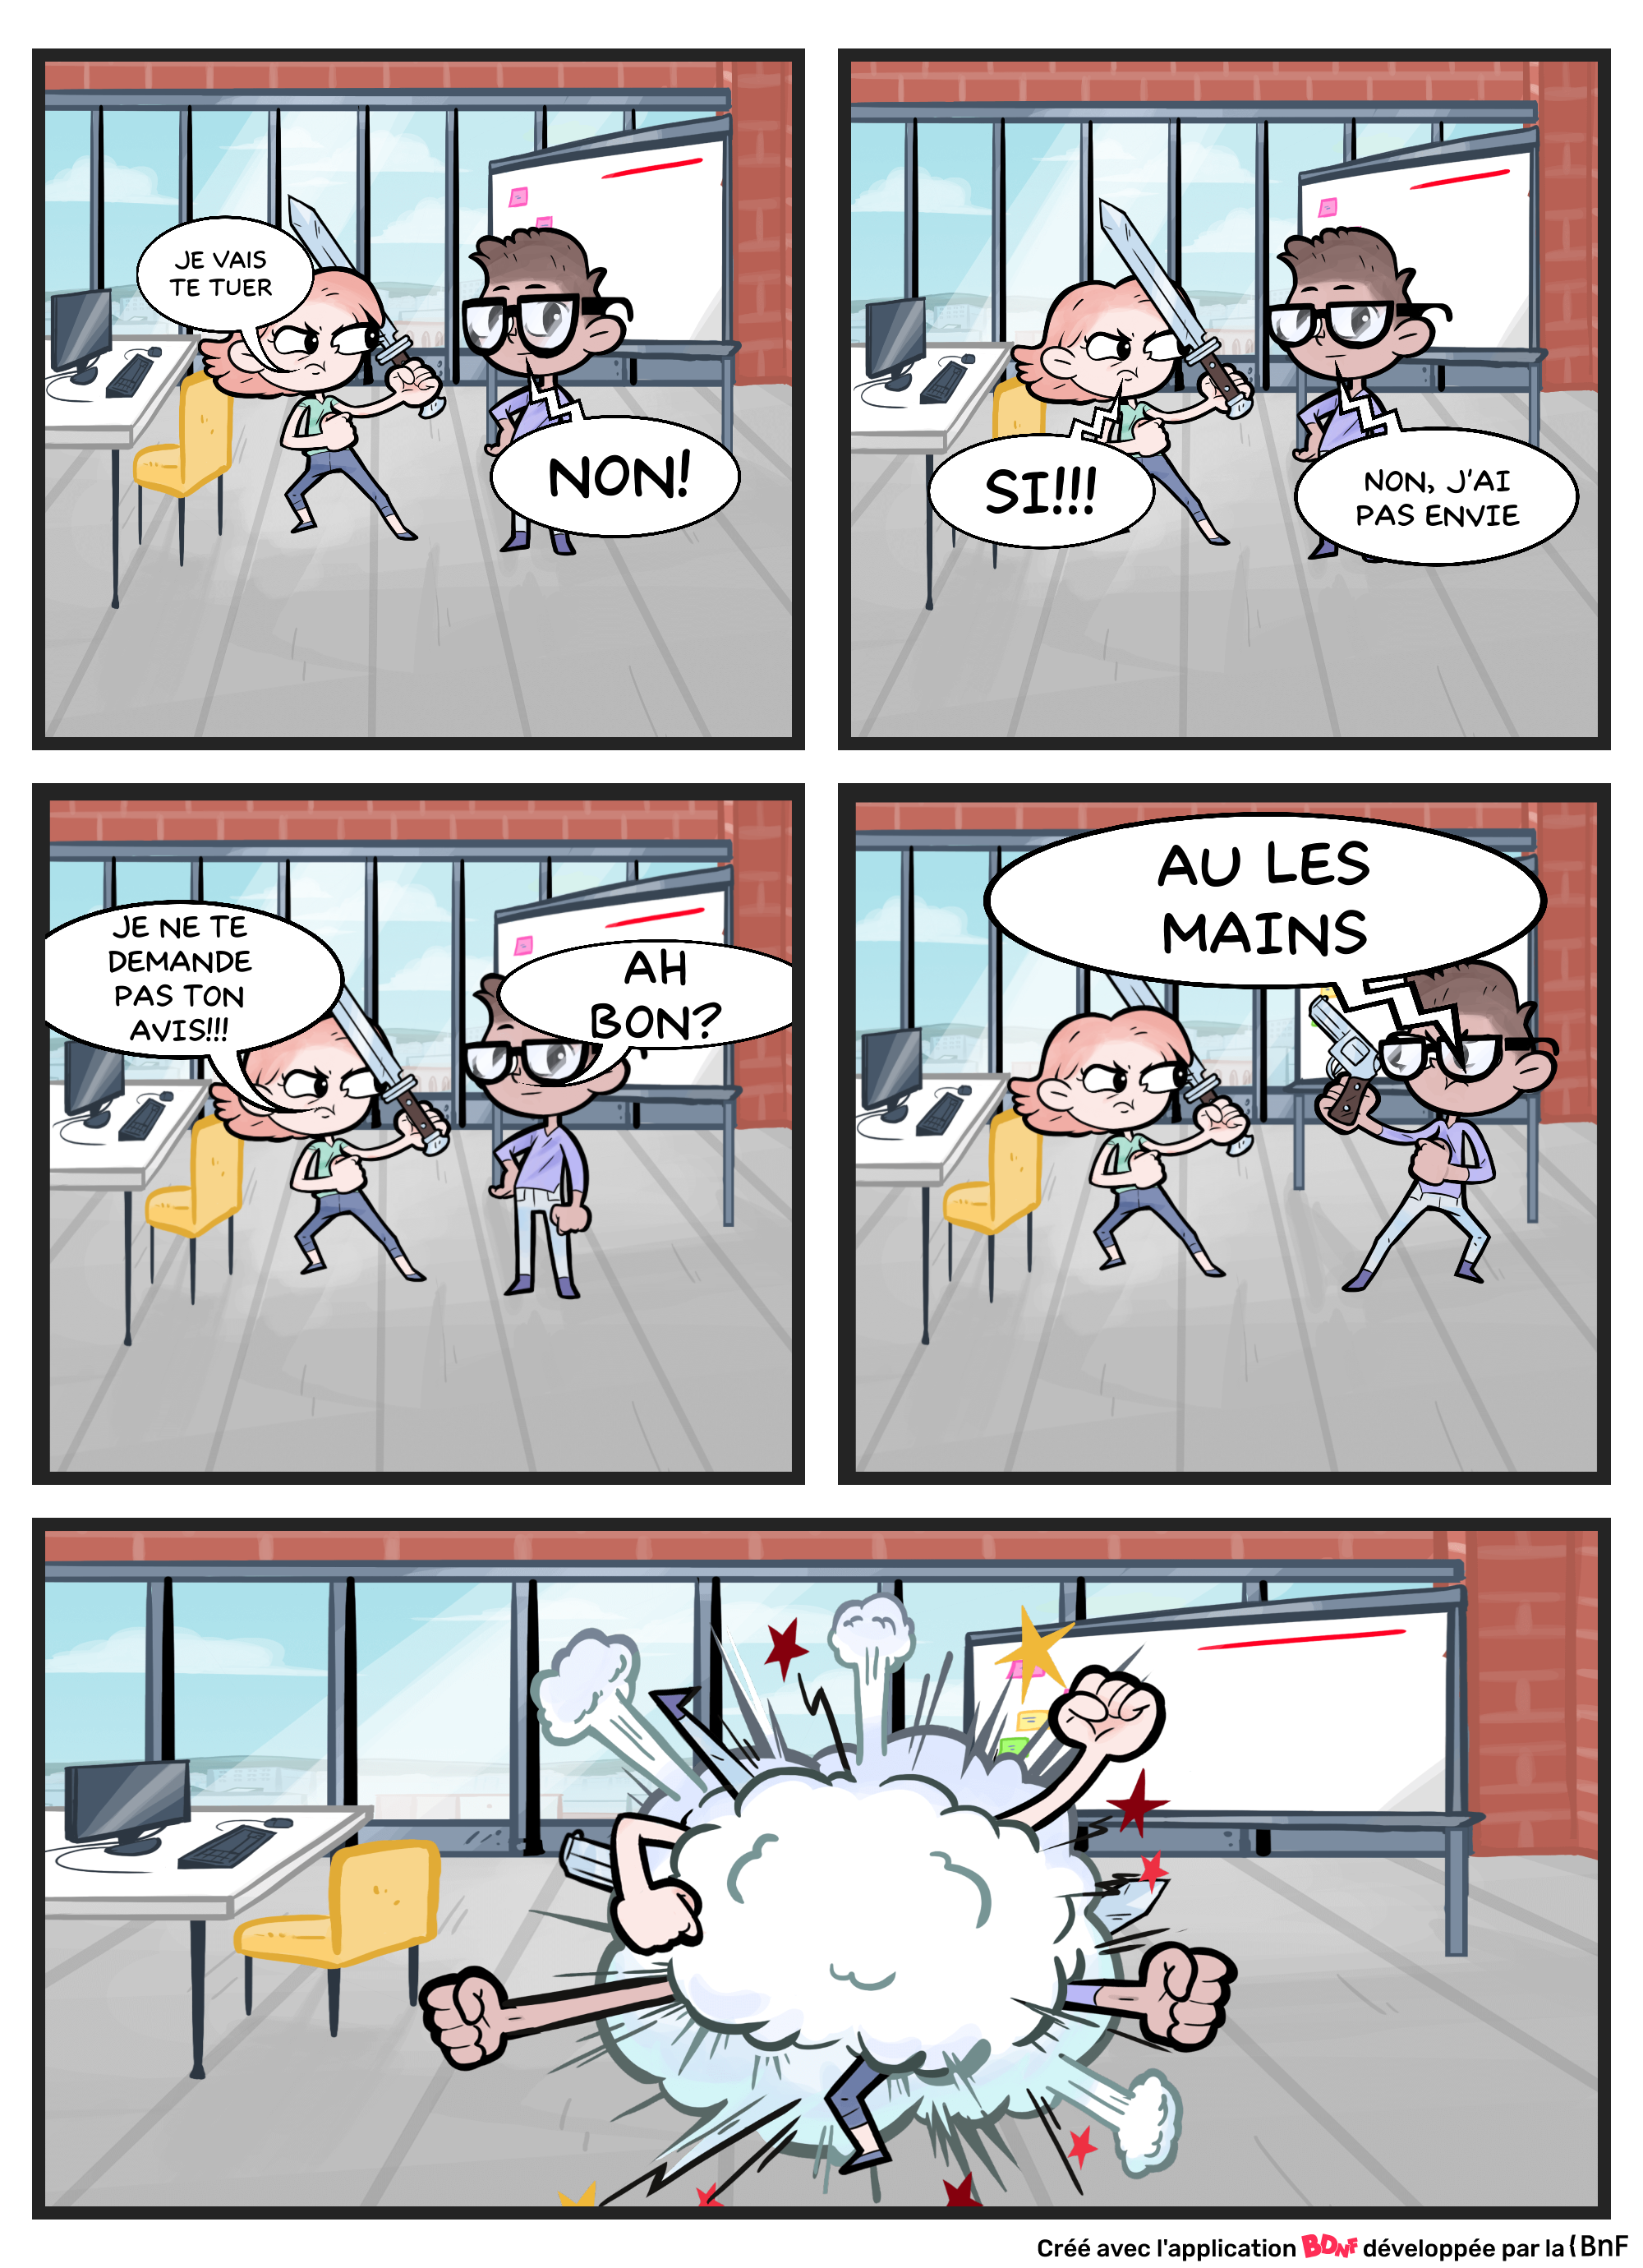 JE VAIS
TE TUER
NON!
SI!!!
NON, J'AI
PAS ENVIE
JE NE TE
DEMANDE
PAS TON
AVIS!!!
AH
BON?
AU LES
MAINS
Créé avec l'application BDNF développée par la {BnF